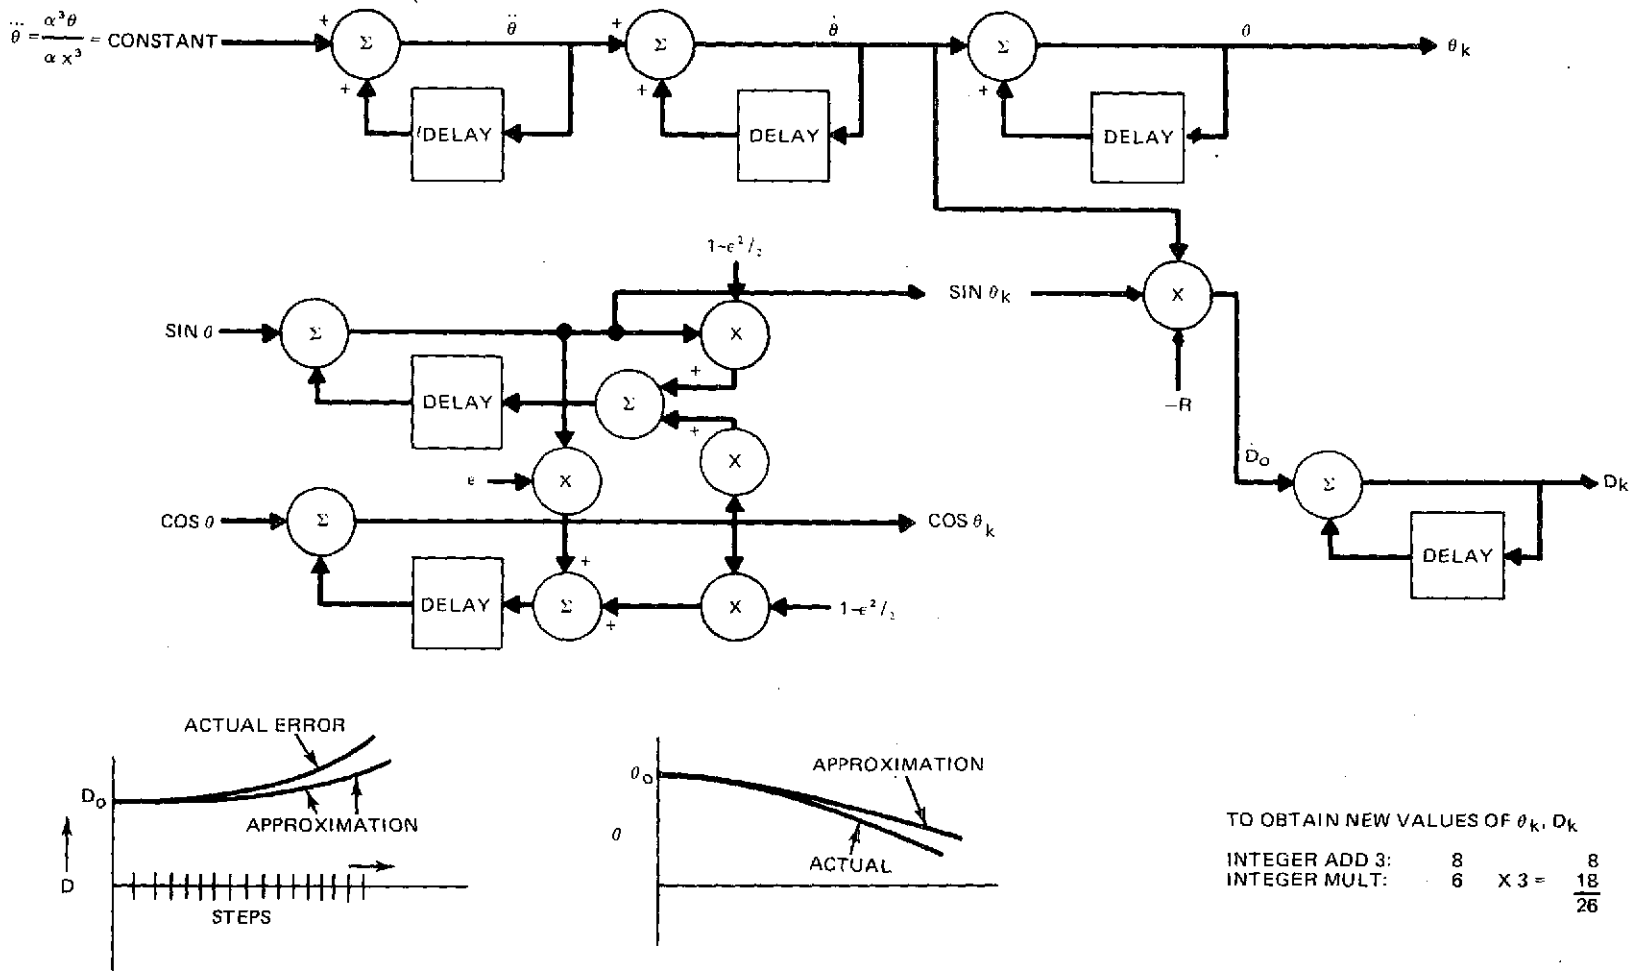 θ⃛ = α³θ / α x³ = CONSTANT
+
Σ
+
θ̈
DELAY
+
Σ
+
θ̇
DELAY
Σ
+
θ
DELAY
θk
1-ϵ²/2
SIN θ
Σ
X
SIN θk
X
-R
+
DELAY
Σ
+
X
e
X
Ḋo
Σ
Dk
COS θ
Σ
COS θk
DELAY
+
DELAY
Σ
+
X
1-ϵ²/2
ACTUAL ERROR
Do
APPROXIMATION
D
STEPS
θo
APPROXIMATION
θ
ACTUAL
TO OBTAIN NEW VALUES OF θk, Dk
INTEGER ADD 3: 8 8
INTEGER MULT: 6 X 3 = 18
26